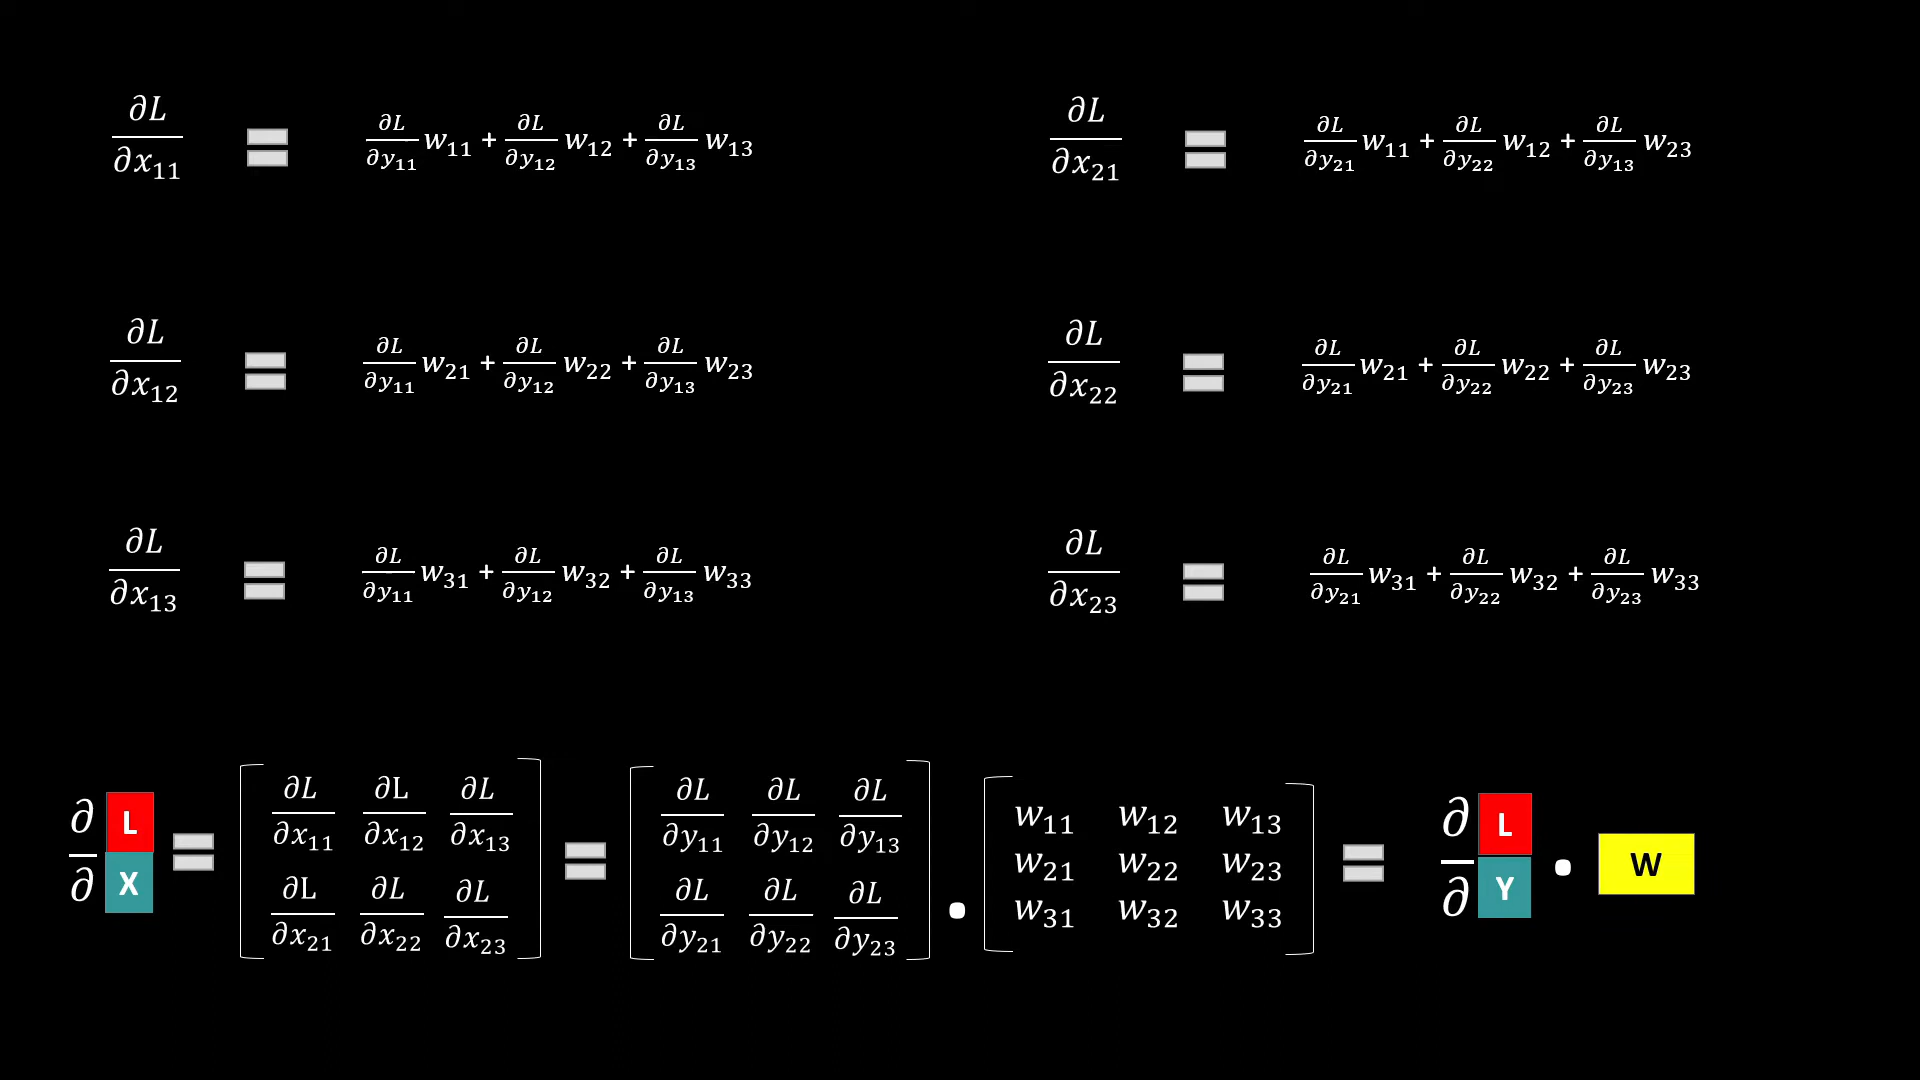 ∂L/∂x₁₁ = ∂L/∂y₁₁ w₁₁ + ∂L/∂y₁₂ w₁₂ + ∂L/∂y₁₃ w₁₃
∂L/∂x₂₁ = ∂L/∂y₂₁ w₁₁ + ∂L/∂y₂₂ w₁₂ + ∂L/∂y₁₃ w₂₃
∂L/∂x₁₂ = ∂L/∂y₁₁ w₂₁ + ∂L/∂y₁₂ w₂₂ + ∂L/∂y₁₃ w₂₃
∂L/∂x₂₂ = ∂L/∂y₂₁ w₂₁ + ∂L/∂y₂₂ w₂₂ + ∂L/∂y₂₃ w₂₃
∂L/∂x₁₃ = ∂L/∂y₁₁ w₃₁ + ∂L/∂y₁₂ w₃₂ + ∂L/∂y₁₃ w₃₃
∂L/∂x₂₃ = ∂L/∂y₂₁ w₃₁ + ∂L/∂y₂₂ w₃₂ + ∂L/∂y₂₃ w₃₃
∂L/∂X = [∂L/∂x₁₁ ∂L/∂x₁₂ ∂L/∂x₁₃; ∂L/∂x₂₁ ∂L/∂x₂₂ ∂L/∂x₂₃] = [∂L/∂y₁₁ ∂L/∂y₁₂ ∂L/∂y₁₃; ∂L/∂y₂₁ ∂L/∂y₂₂ ∂L/∂y₂₃] . [w₁₁ w₁₂ w₁₃; w₂₁ w₂₂ w₂₃; w₃₁ w₃₂ w₃₃] = ∂L/∂Y . W